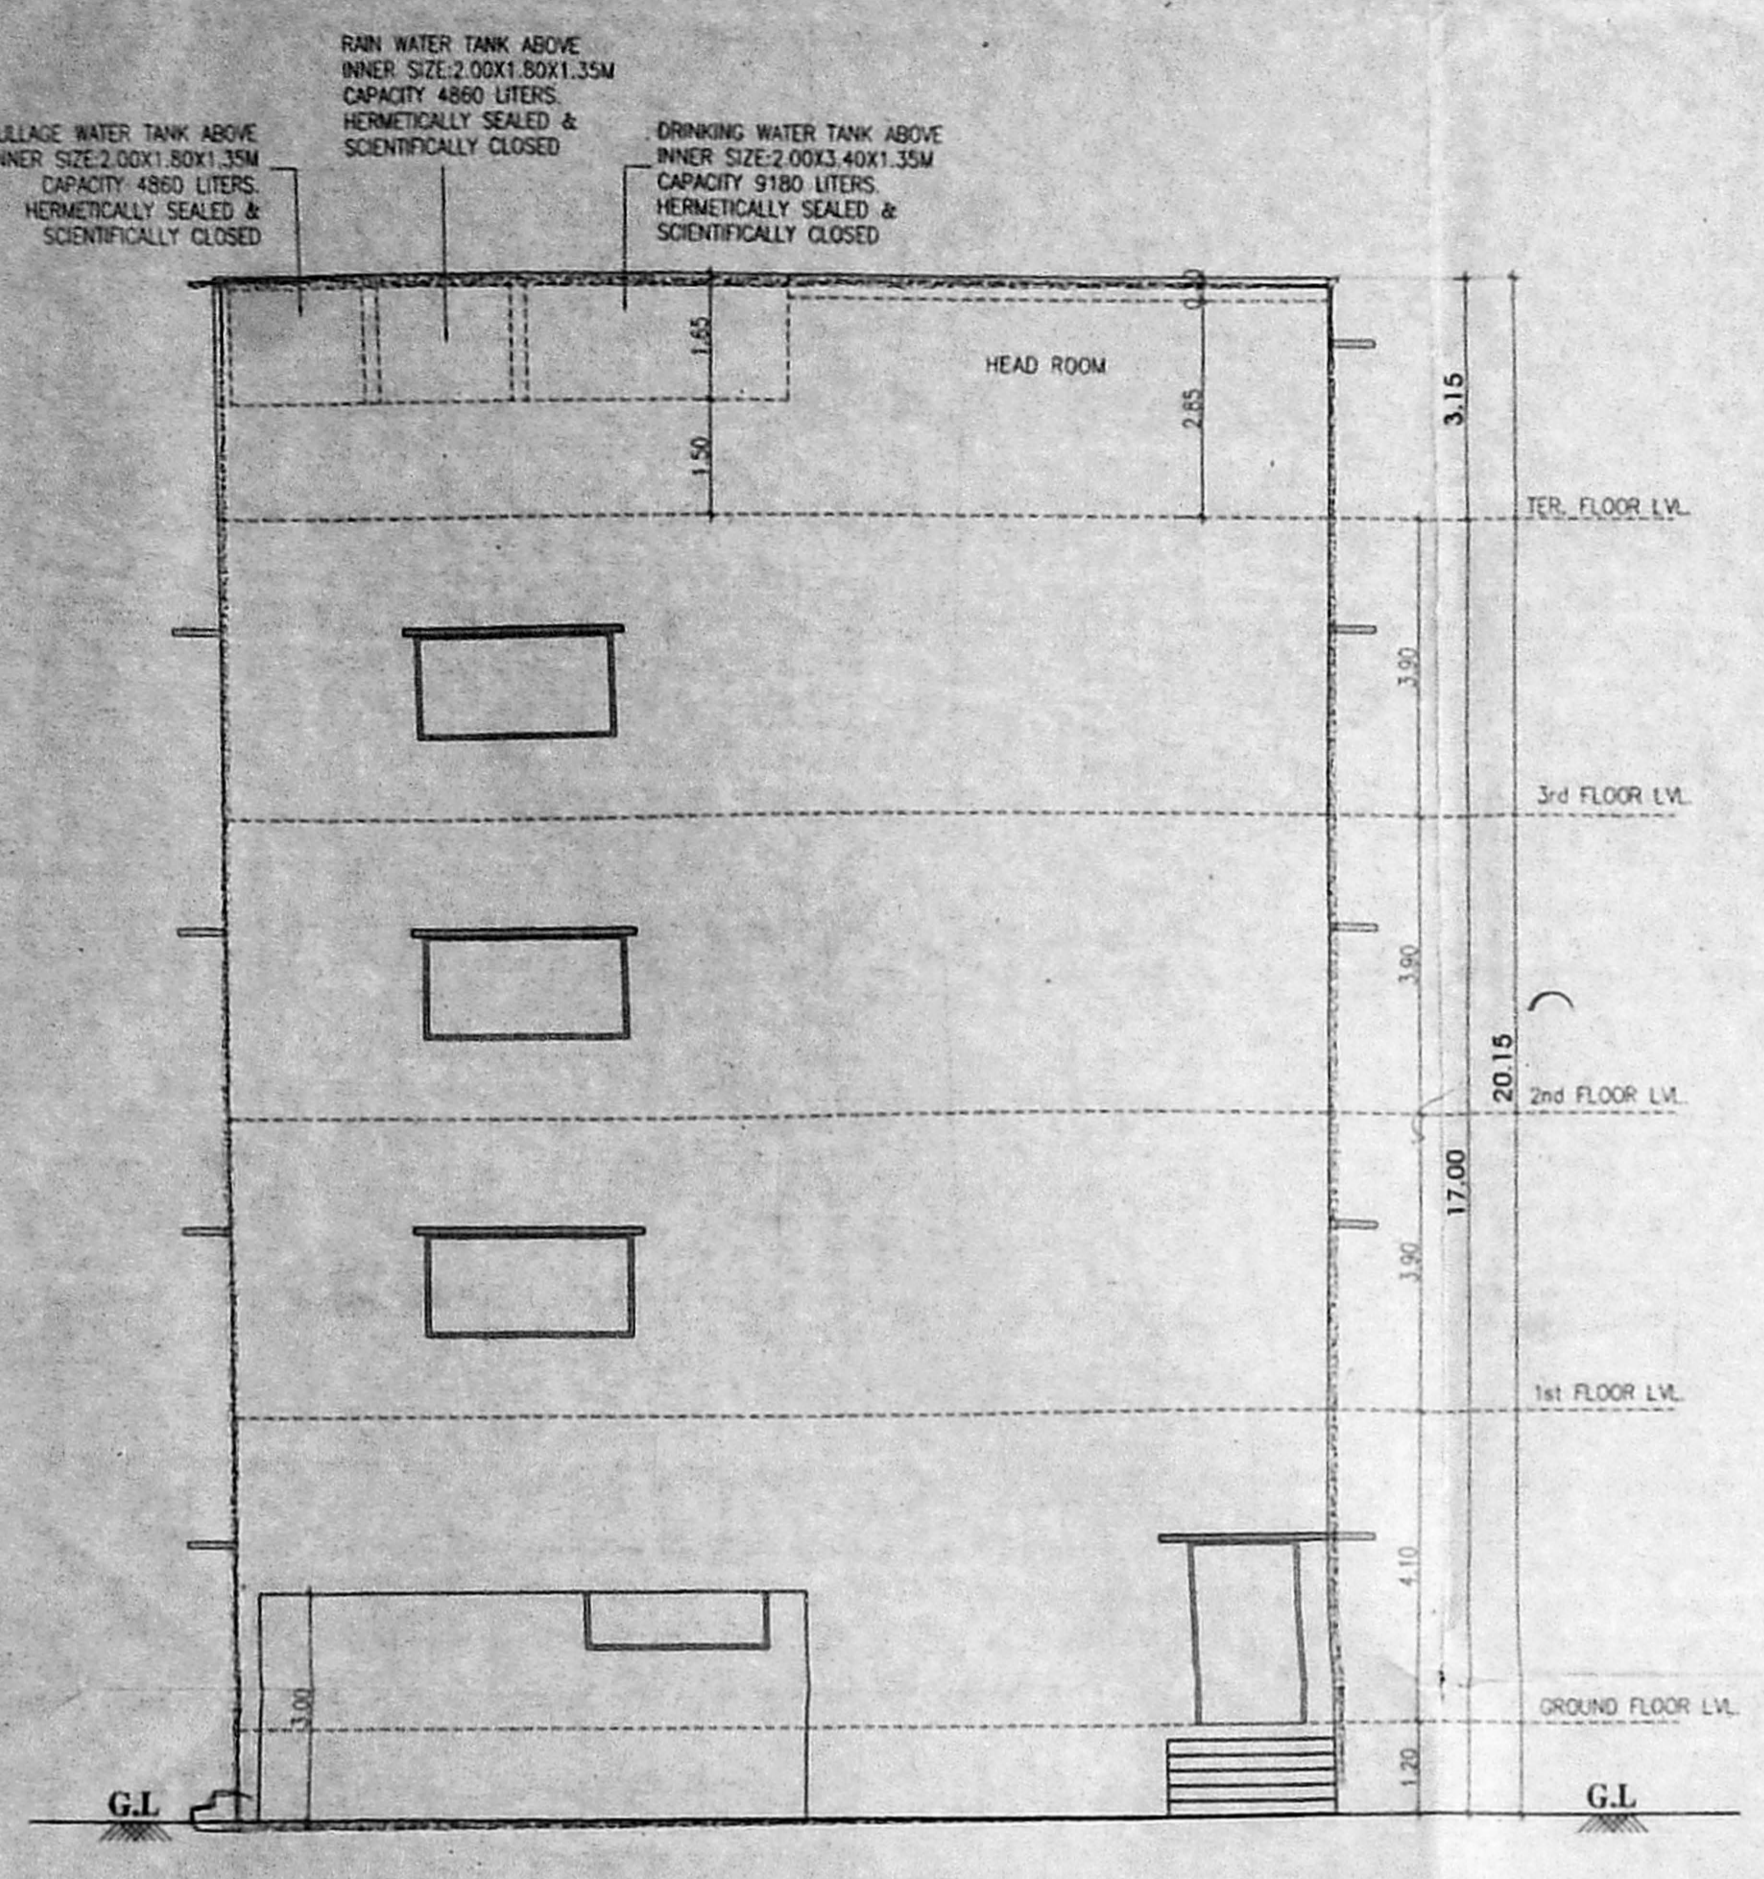 RAIN WATER TANK ABOVE
INNER SIZE:2.00X1.80X1.35M
CAPACITY 4860 LITERS.
HERMETICALLY SEALED &
SCIENTIFICALLY CLOSED
ULLAGE WATER TANK ABOVE
NNER SIZE:2.00X1.80X1.35M
CAPACITY 4860 LITERS.
HERMETICALLY SEALED &
SCIENTIFICALLY CLOSED
DRINKING WATER TANK ABOVE
INNER SIZE:2.00X3.40X1.35M
CAPACITY 9180 LITERS.
HERMETICALLY SEALED &
SCIENTIFICALLY CLOSED
1.65
HEAD ROOM
2.85
3.15
1.50
TER. FLOOR LVL.
3.90
3rd FLOOR LVL.
3.90
20.15
2nd FLOOR LVL.
17.00
3.90
1st FLOOR LVL.
4.10
3.00
GROUND FLOOR LVL.
1.20
G.L
G.L